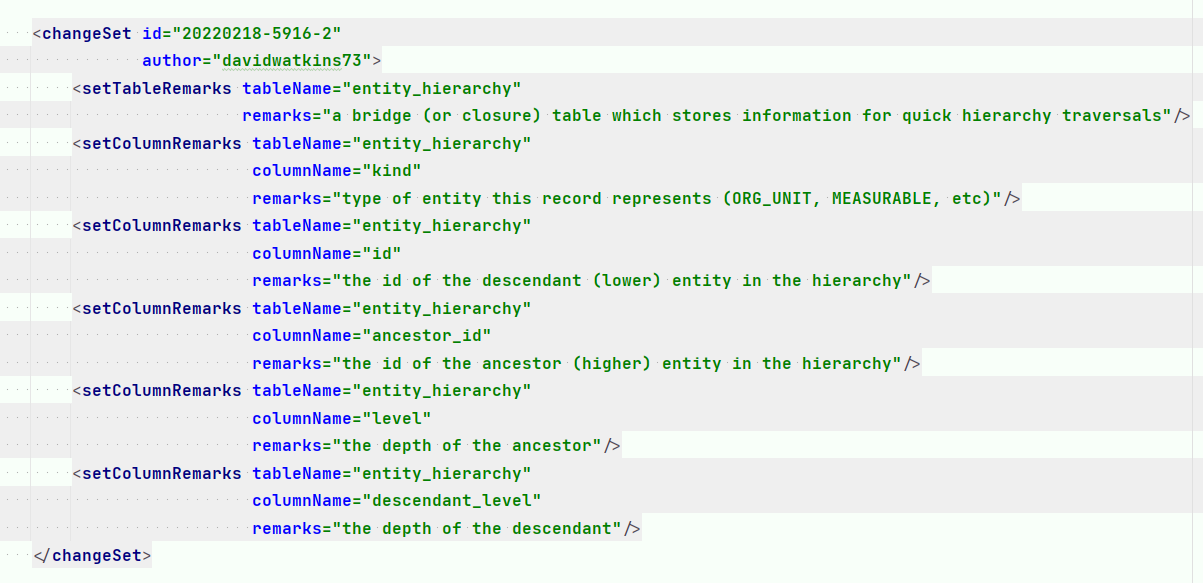 <changeSet id="20220218-5916-2"
author="davidwatkins73">
<setTableRemarks tableName="entity_hierarchy"
remarks="a bridge (or closure) table which stores information for quick hierarchy traversals"/>
<setColumnRemarks tableName="entity_hierarchy"
columnName="kind"
remarks="type of entity this record represents (ORG_UNIT, MEASURABLE, etc)"/>
<setColumnRemarks tableName="entity_hierarchy"
columnName="id"
remarks="the id of the descendant (lower) entity in the hierarchy"/>
<setColumnRemarks tableName="entity_hierarchy"
columnName="ancestor_id"
remarks="the id of the ancestor (higher) entity in the hierarchy"/>
<setColumnRemarks tableName="entity_hierarchy"
columnName="level"
remarks="the depth of the ancestor"/>
<setColumnRemarks tableName="entity_hierarchy"
columnName="descendant_level"
remarks="the depth of the descendant"/>
</changeSet>